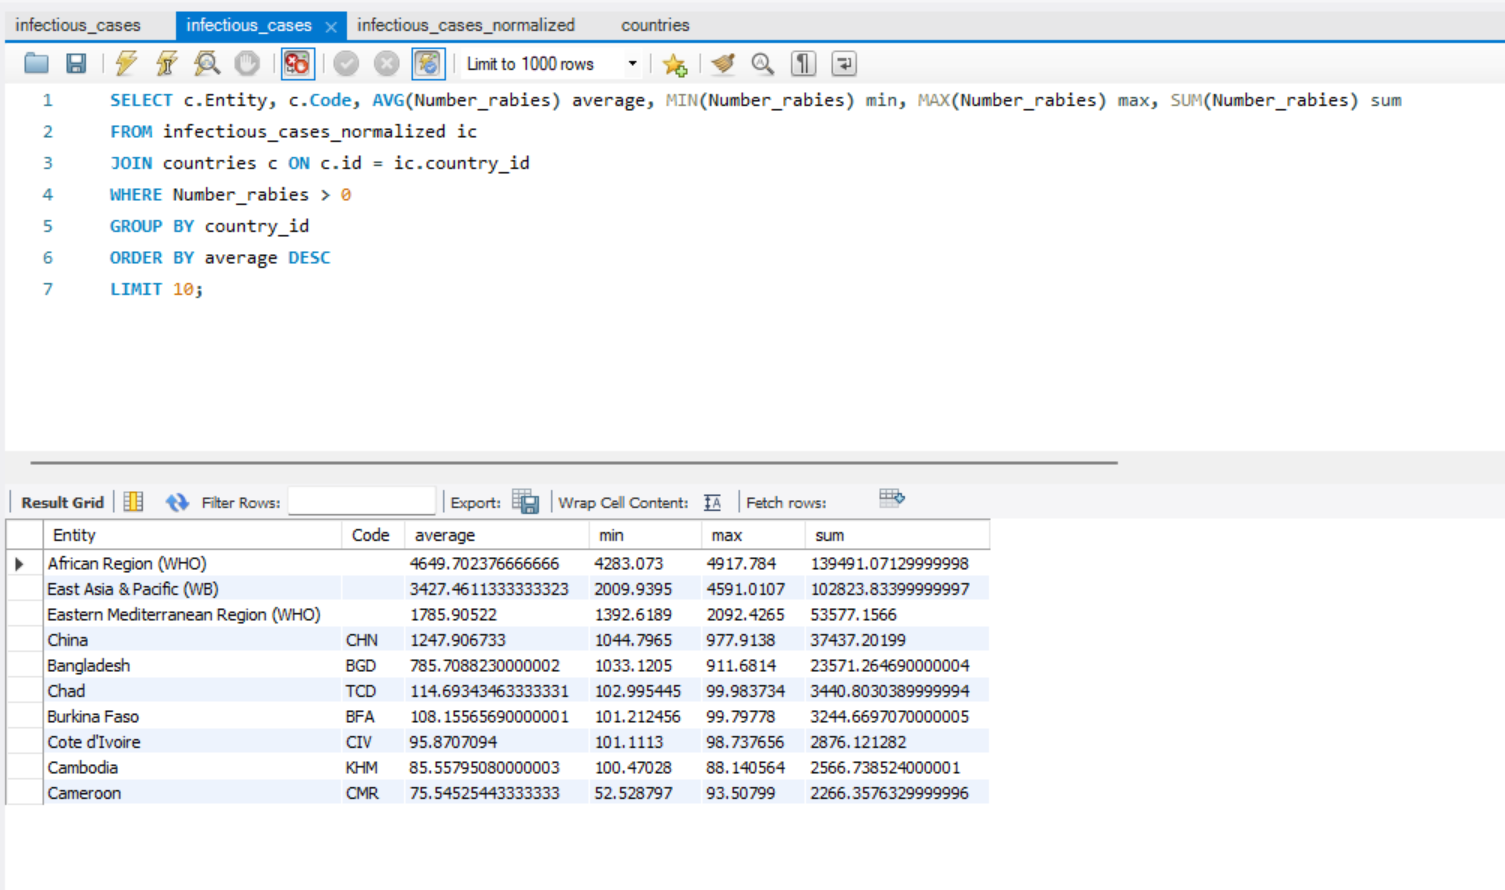 infectious_cases infectious_cases infectious_cases_normalized countries
Limit to 1000 rows
1 SELECT c.Entity, c.Code, AVG(Number_rabies) average, MIN(Number_rabies) min, MAX(Number_rabies) max, SUM(Number_rabies) sum
2 FROM infectious_cases_normalized ic
3 JOIN countries c ON c.id = ic.country_id
4 WHERE Number_rabies > 0
5 GROUP BY country_id
6 ORDER BY average DESC
7 LIMIT 10;
Result Grid Filter Rows: Export: Wrap Cell Content: Fetch rows:
Entity Code average min max sum
African Region (WHO) 4649.702376666666 4283.073 4917.784 139491.07129999998
East Asia & Pacific (WB) 3427.4611333333323 2009.9395 4591.0107 102823.83399999997
Eastern Mediterranean Region (WHO) 1785.90522 1392.6189 2092.4265 53577.1566
China CHN 1247.906733 1044.7965 977.9138 37437.20199
Bangladesh BGD 785.7088230000002 1033.1205 911.6814 23571.264690000004
Chad TCD 114.69343463333331 102.995445 99.983734 3440.8030389999994
Burkina Faso BFA 108.15565690000001 101.212456 99.79778 3244.6697070000005
Cote d'Ivoire CIV 95.8707094 101.1113 98.737656 2876.121282
Cambodia KHM 85.55795080000003 100.47028 88.140564 2566.738524000001
Cameroon CMR 75.54525443333333 52.528797 93.50799 2266.3576329999996